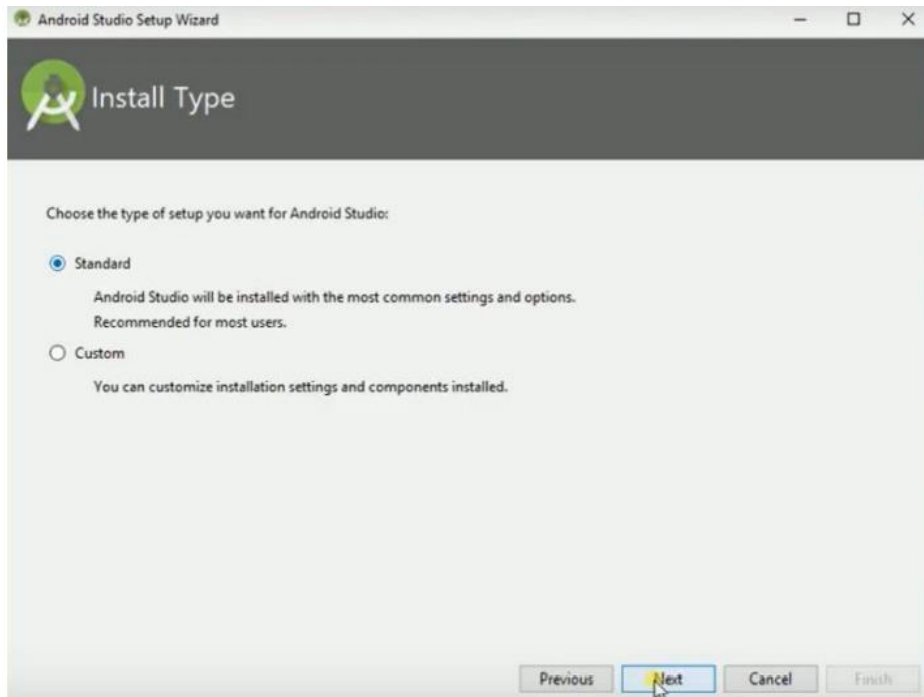 Android Studio Setup Wizard
Install Type
Choose the type of setup you want for Android Studio:
Standard
Android Studio will be installed with the most common settings and options.
Recommended for most users.
Custom
You can customize installation settings and components installed.
Previous Next Cancel Finish